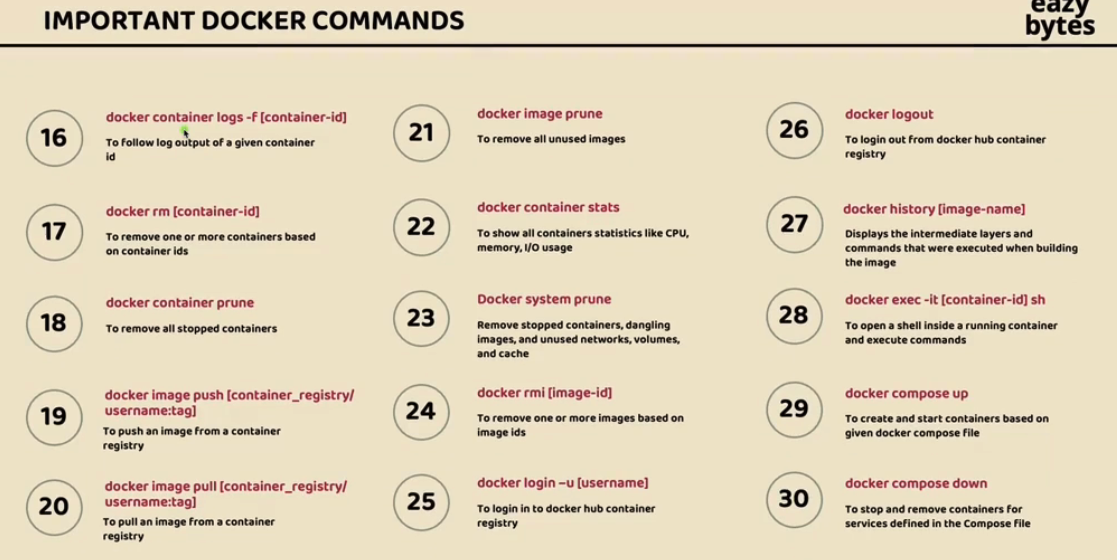 IMPORTANT DOCKER COMMANDS
eazy
bytes
16
docker container logs -f [container-id]
To follow log output of a given container
id
17
docker rm [container-id]
To remove one or more containers based
on container ids
18
docker container prune
To remove all stopped containers
19
docker image push [container_registry/
username:tag]
To push an image from a container
registry
20
docker image pull [container_registry/
username:tag]
To pull an image from a container
registry
21
docker image prune
To remove all unused images
22
docker container stats
To show all containers statistics like CPU,
memory, I/O usage
23
Docker system prune
Remove stopped containers, dangling
images, and unused networks, volumes,
and cache
24
docker rmi [image-id]
To remove one or more images based on
image ids
25
docker login –u [username]
To login in to docker hub container
registry
26
docker logout
To login out from docker hub container
registry
27
docker history [image-name]
Displays the intermediate layers and
commands that were executed when building
the image
28
docker exec -it [container-id] sh
To open a shell inside a running container
and execute commands
29
docker compose up
To create and start containers based on
given docker compose file
30
docker compose down
To stop and remove containers for
services defined in the Compose file